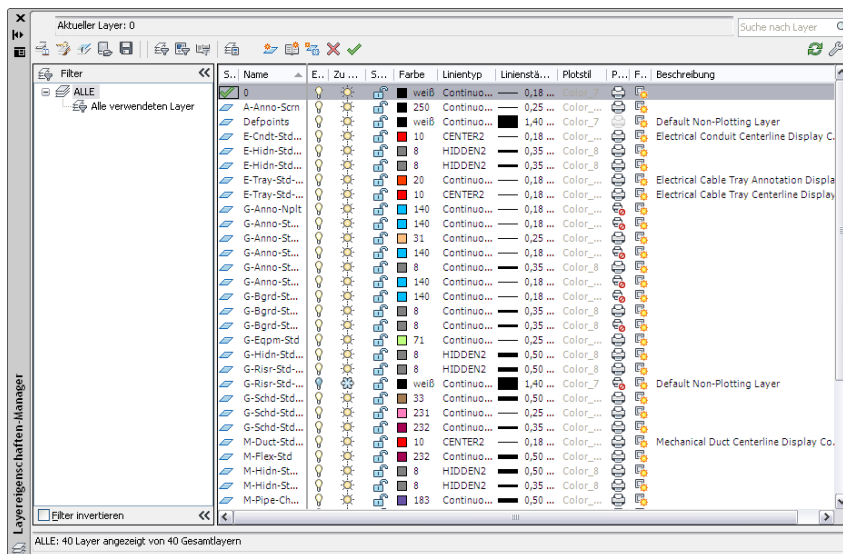 Aktueller Layer: 0
Suche nach Layer
Filter
ALLE
Alle verwendeten Layer
S.. Name E.. Zu ... S... Farbe Linientyp Linienstä... Plotstil P... F.. Beschreibung
0 weiß Continuo... 0,18 ... Color_7
A-Anno-Scrn 250 Continuo... 0,25 ... Color_...
Defpoints weiß Continuo... 1,40 ... Color_7 Default Non-Plotting Layer
E-Cndt-Std... 10 CENTER2 0,18 ... Color_... Electrical Conduit Centerline Display C.
E-Hidn-Std... 8 HIDDEN2 0,35 ... Color_8
E-Hidn-Std... 8 HIDDEN2 0,35 ... Color_8
E-Tray-Std-... 20 Continuo... 0,18 ... Color_... Electrical Cable Tray Annotation Displa
E-Tray-Std-... 10 CENTER2 0,18 ... Color_... Electrical Cable Tray Centerline Display
G-Anno-Nplt 140 Continuo... 0,18 ... Color_...
G-Anno-St... 140 Continuo... 0,18 ... Color_...
G-Anno-St... 31 Continuo... 0,25 ... Color_...
G-Anno-St... 140 Continuo... 0,18 ... Color_...
G-Anno-St... 8 Continuo... 0,35 ... Color_8
G-Anno-St... 140 Continuo... 0,18 ... Color_...
G-Bgrd-St... 140 Continuo... 0,18 ... Color_...
G-Bgrd-St... 8 Continuo... 0,35 ... Color_8
G-Bgrd-St... 8 Continuo... 0,35 ... Color_8
G-Eqpm-Std 71 Continuo... 0,25 ... Color_...
G-Hidn-Std... 8 HIDDEN2 0,50 ... Color_8
G-Risr-Std... 8 HIDDEN2 0,50 ... Color_8
G-Risr-Std-... weiß Continuo... 1,40 ... Color_7 Default Non-Plotting Layer
G-Schd-Std... 33 Continuo... 0,50 ... Color_...
G-Schd-Std... 231 Continuo... 0,25 ... Color_...
G-Schd-Std... 232 Continuo... 0,35 ... Color_...
M-Duct-Std... 10 CENTER2 0,18 ... Color_... Mechanical Duct Centerline Display Co.
M-Flex-Std 232 Continuo... 0,50 ... Color_...
M-Hidn-St... 8 HIDDEN2 0,50 ... Color_8
M-Hidn-St... 8 HIDDEN2 0,35 ... Color_8
M-Pipe-Ch... 183 Continuo... 0,50 ... Color_...
Filter invertieren
ALLE: 40 Layer angezeigt von 40 Gesamtlayern
Layereigenschaften-Manager